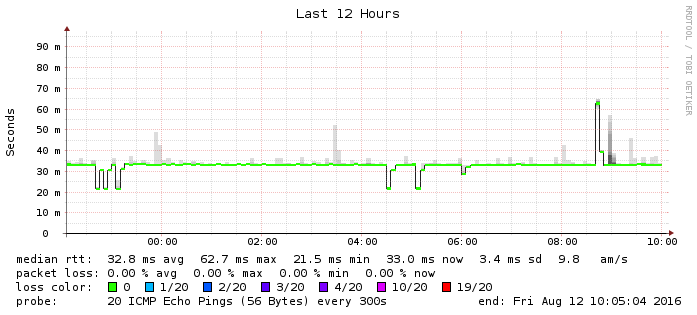 Last 12 Hours
RRDTOOL / TOBI OETIKER
Seconds
90 m
80 m
70 m
60 m
50 m
40 m
30 m
20 m
10 m
0
00:00 02:00 04:00 06:00 08:00 10:00
median rtt: 32.8 ms avg 62.7 ms max 21.5 ms min 33.0 ms now 3.4 ms sd 9.8 am/s
packet loss: 0.00 % avg 0.00 % max 0.00 % min 0.00 % now
loss color: 0 1/20 2/20 3/20 4/20 10/20 19/20
probe: 20 ICMP Echo Pings (56 Bytes) every 300s end: Fri Aug 12 10:05:04 2016